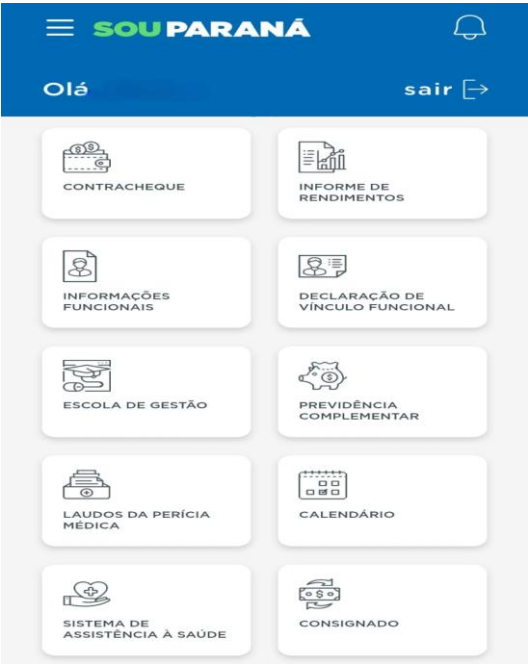 SOU PARANÁ
Olá
sair
CONTRACHEQUE
INFORME DE
RENDIMENTOS
INFORMAÇÕES
FUNCIONAIS
DECLARAÇÃO DE
VÍNCULO FUNCIONAL
ESCOLA DE GESTÃO
PREVIDÊNCIA
COMPLEMENTAR
LAUDOS DA PERÍCIA
MÉDICA
CALENDÁRIO
SISTEMA DE
ASSISTÊNCIA À SAÚDE
CONSIGNADO